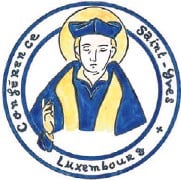 Conférence
Saint-Yves
Luxembourg +